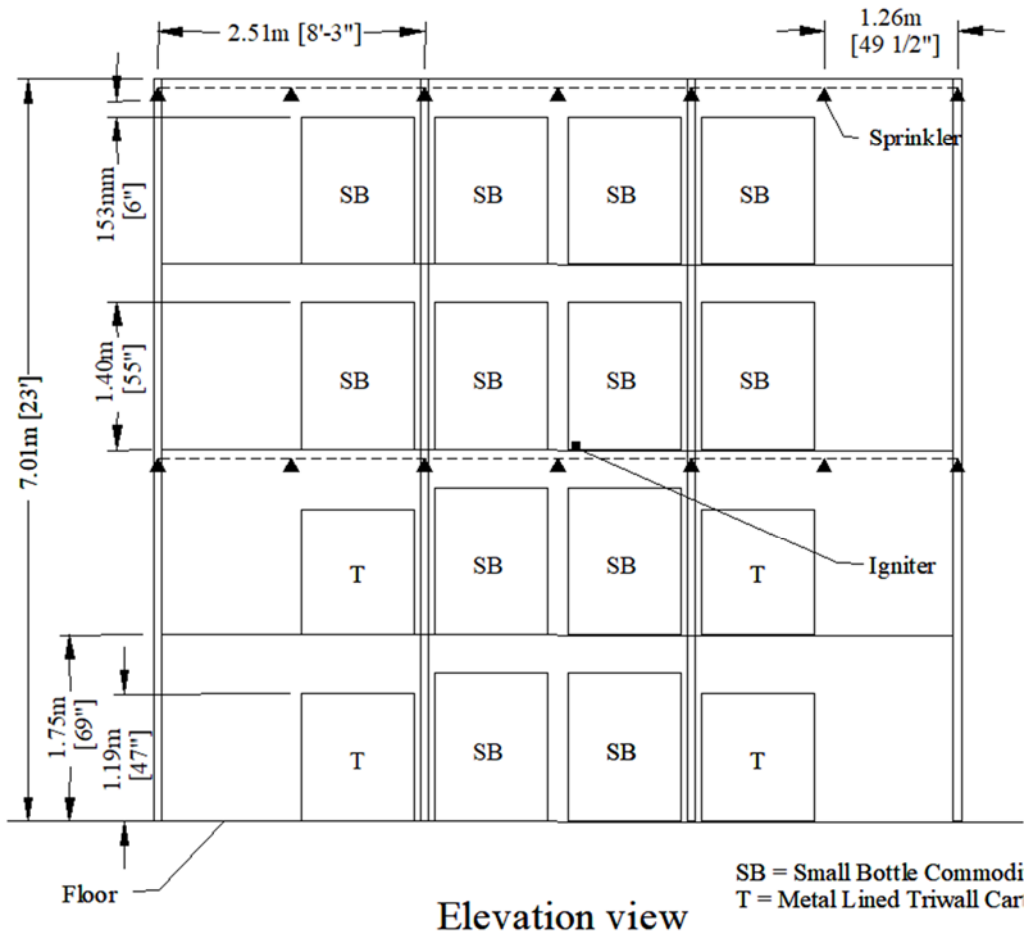 2.51m [8'-3"]
1.26m
[49 1/2"]
Sprinkler
153mm
[6"]
SB SB SB SB
1.40m
[55"]
SB SB SB SB
7.01m [23']
T SB SB T
Igniter
1.75m
[69"]
1.19m
[47"]
T SB SB T
Floor
SB = Small Bottle Commodi
T = Metal Lined Triwall Car
Elevation view